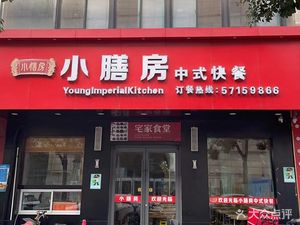 小膳房
小膳房 中式快餐
YoungImperialKitchen 订餐热线:57159866
宅家食堂
小膳房 欢迎光临
欢迎光临小膳房中式快餐
大众点评